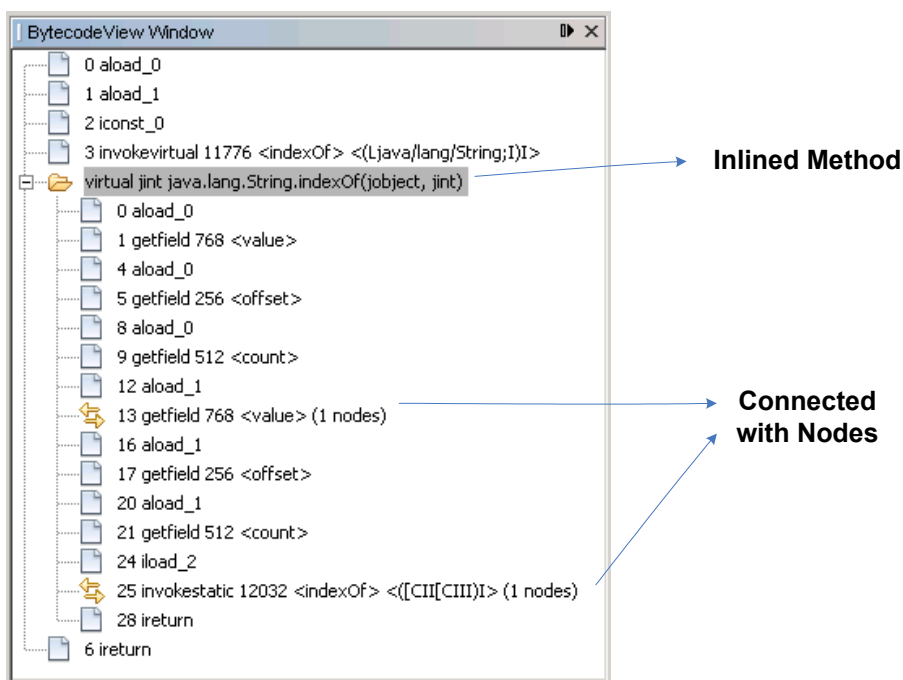 BytecodeView Window
0 aload_0
1 aload_1
2 iconst_0
3 invokevirtual 11776 <indexOf> <(Ljava/lang/String;I)I>
virtual jint java.lang.String.indexOf(jobject, jint)
0 aload_0
1 getfield 768 <value>
4 aload_0
5 getfield 256 <offset>
8 aload_0
9 getfield 512 <count>
12 aload_1
13 getfield 768 <value> (1 nodes)
16 aload_1
17 getfield 256 <offset>
20 aload_1
21 getfield 512 <count>
24 iload_2
25 invokestatic 12032 <indexOf> <([CII[CIII)I> (1 nodes)
28 ireturn
6 ireturn
Inlined Method
Connected
with Nodes